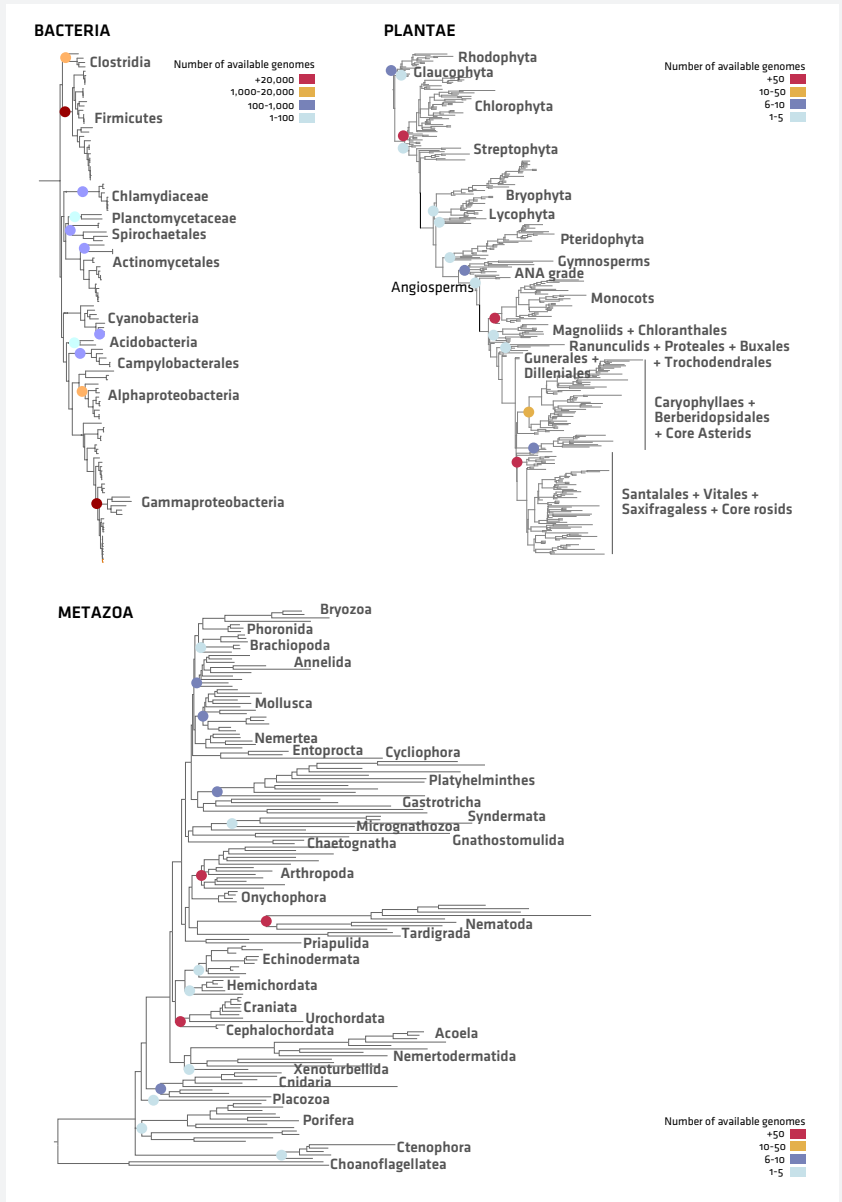 BACTERIA
Clostridia
Number of available genomes
+20,000
1,000-20,000
100-1,000
1-100
Firmicutes
Chlamydiaceae
Planctomycetaceae
Spirochaetales
Actinomycetales
Cyanobacteria
Acidobacteria
Campylobacterales
Alphaproteobacteria
Gammaproteobacteria
PLANTAE
Rhodophyta
Glaucophyta
Number of available genomes
+50
10-50
6-10
1-5
Chlorophyta
Streptophyta
Bryophyta
Lycophyta
Pteridophyta
Gymnosperms
ANA grade
Angiosperms
Monocots
Magnoliids + Chloranthales
Ranunculids + Proteales + Buxales
+ Trochodendrales
Gunerales +
Dilleniales
Caryophyllaes +
Berberidopsidales
+ Core Asterids
Santalales + Vitales +
Saxifragaless + Core rosids
METAZOA
Bryozoa
Phoronida
Brachiopoda
Annelida
Mollusca
Nemertea
Entoprocta
Cycliophora
Platyhelminthes
Gastrotricha
Syndermata
Micrognathozoa
Gnathostomulida
Chaetognatha
Arthropoda
Onychophora
Nematoda
Tardigrada
Priapulida
Echinodermata
Hemichordata
Craniata
Urochordata
Cephalochordata
Acoela
Nemertodermatida
Xenoturbellida
Cnidaria
Placozoa
Porifera
Ctenophora
Choanoflagellatea
Number of available genomes
+50
10-50
6-10
1-5